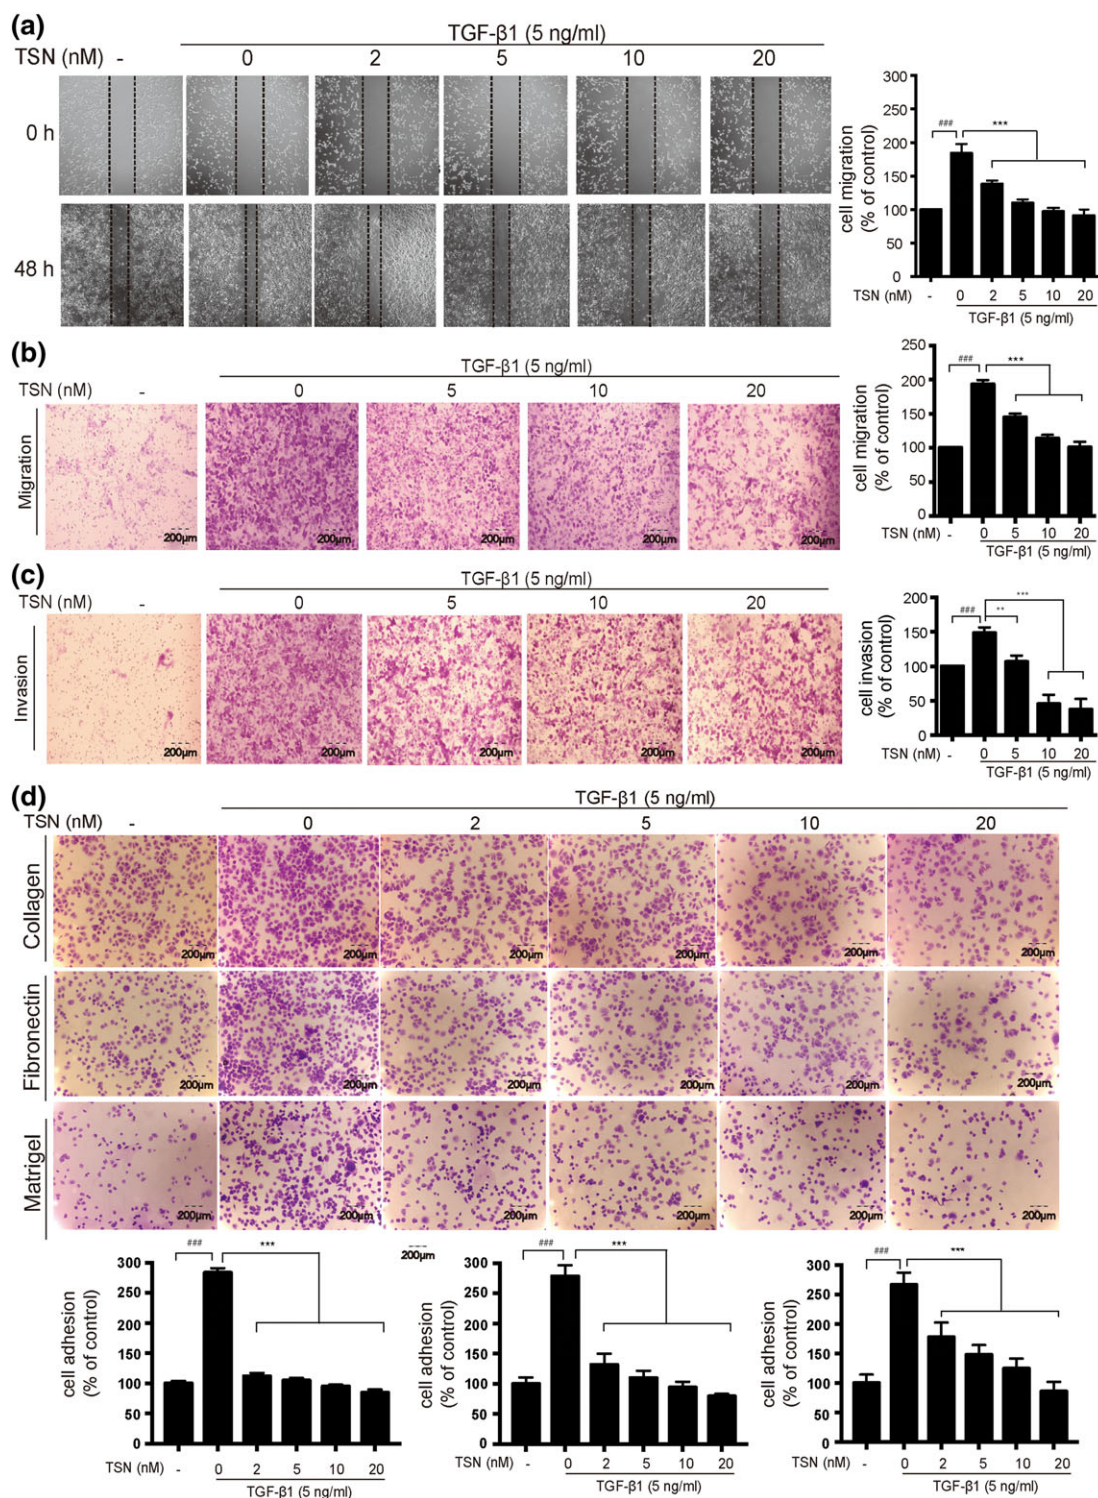 (a)
TGF-β1 (5 ng/ml)
TSN (nM) - 0 2 5 10 20
0 h
48 h
300
250
200
150
100
50
0
cell migration
(% of control)
### ***
TSN (nM) - 0 2 5 10 20
TGF-β1 (5 ng/ml)
(b)
TGF-β1 (5 ng/ml)
TSN (nM) - 0 5 10 20
Migration
200μm 200μm 200μm 200μm 200μm
250
200
150
100
50
0
cell migration
(% of control)
### ***
TSN (nM) - 0 5 10 20
TGF-β1 (5 ng/ml)
(c)
TGF-β1 (5 ng/ml)
TSN (nM) - 0 5 10 20
Invasion
200μm 200μm 200μm 200μm 200μm
200
150
100
50
0
cell invasion
(% of control)
### ** ***
TSN (nM) - 0 5 10 20
TGF-β1 (5 ng/ml)
(d)
TGF-β1 (5 ng/ml)
TSN (nM) - 0 2 5 10 20
Collagen
200μm 200μm 200μm 200μm 200μm 200μm
Fibronectin
200μm 200μm 200μm 200μm 200μm 200μm
Matrigel
200μm 200μm 200μm 200μm 200μm 200μm
200μm
300
250
200
150
100
50
0
cell adhesion
(% of control)
### ***
TSN (nM) - 0 2 5 10 20
TGF-β1 (5 ng/ml)
300
250
200
150
100
50
0
cell adhesion
(% of control)
### ***
TSN (nM) - 0 2 5 10 20
TGF-β1 (5 ng/ml)
300
250
200
150
100
50
0
cell adhesion
(% of control)
### ***
TSN (nM) - 0 2 5 10 20
TGF-β1 (5 ng/ml)